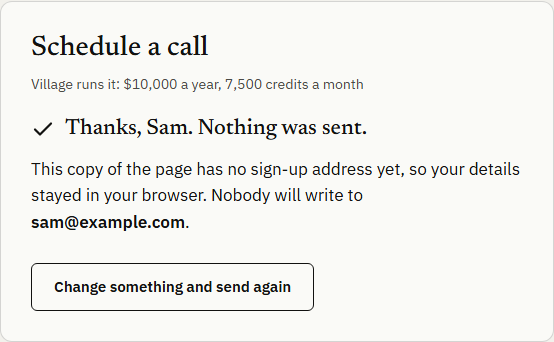 Schedule a call
Village runs it: $10,000 a year, 7,500 credits a month
Thanks, Sam. Nothing was sent.
This copy of the page has no sign-up address yet, so your details
stayed in your browser. Nobody will write to
sam@example.com.
Change something and send again